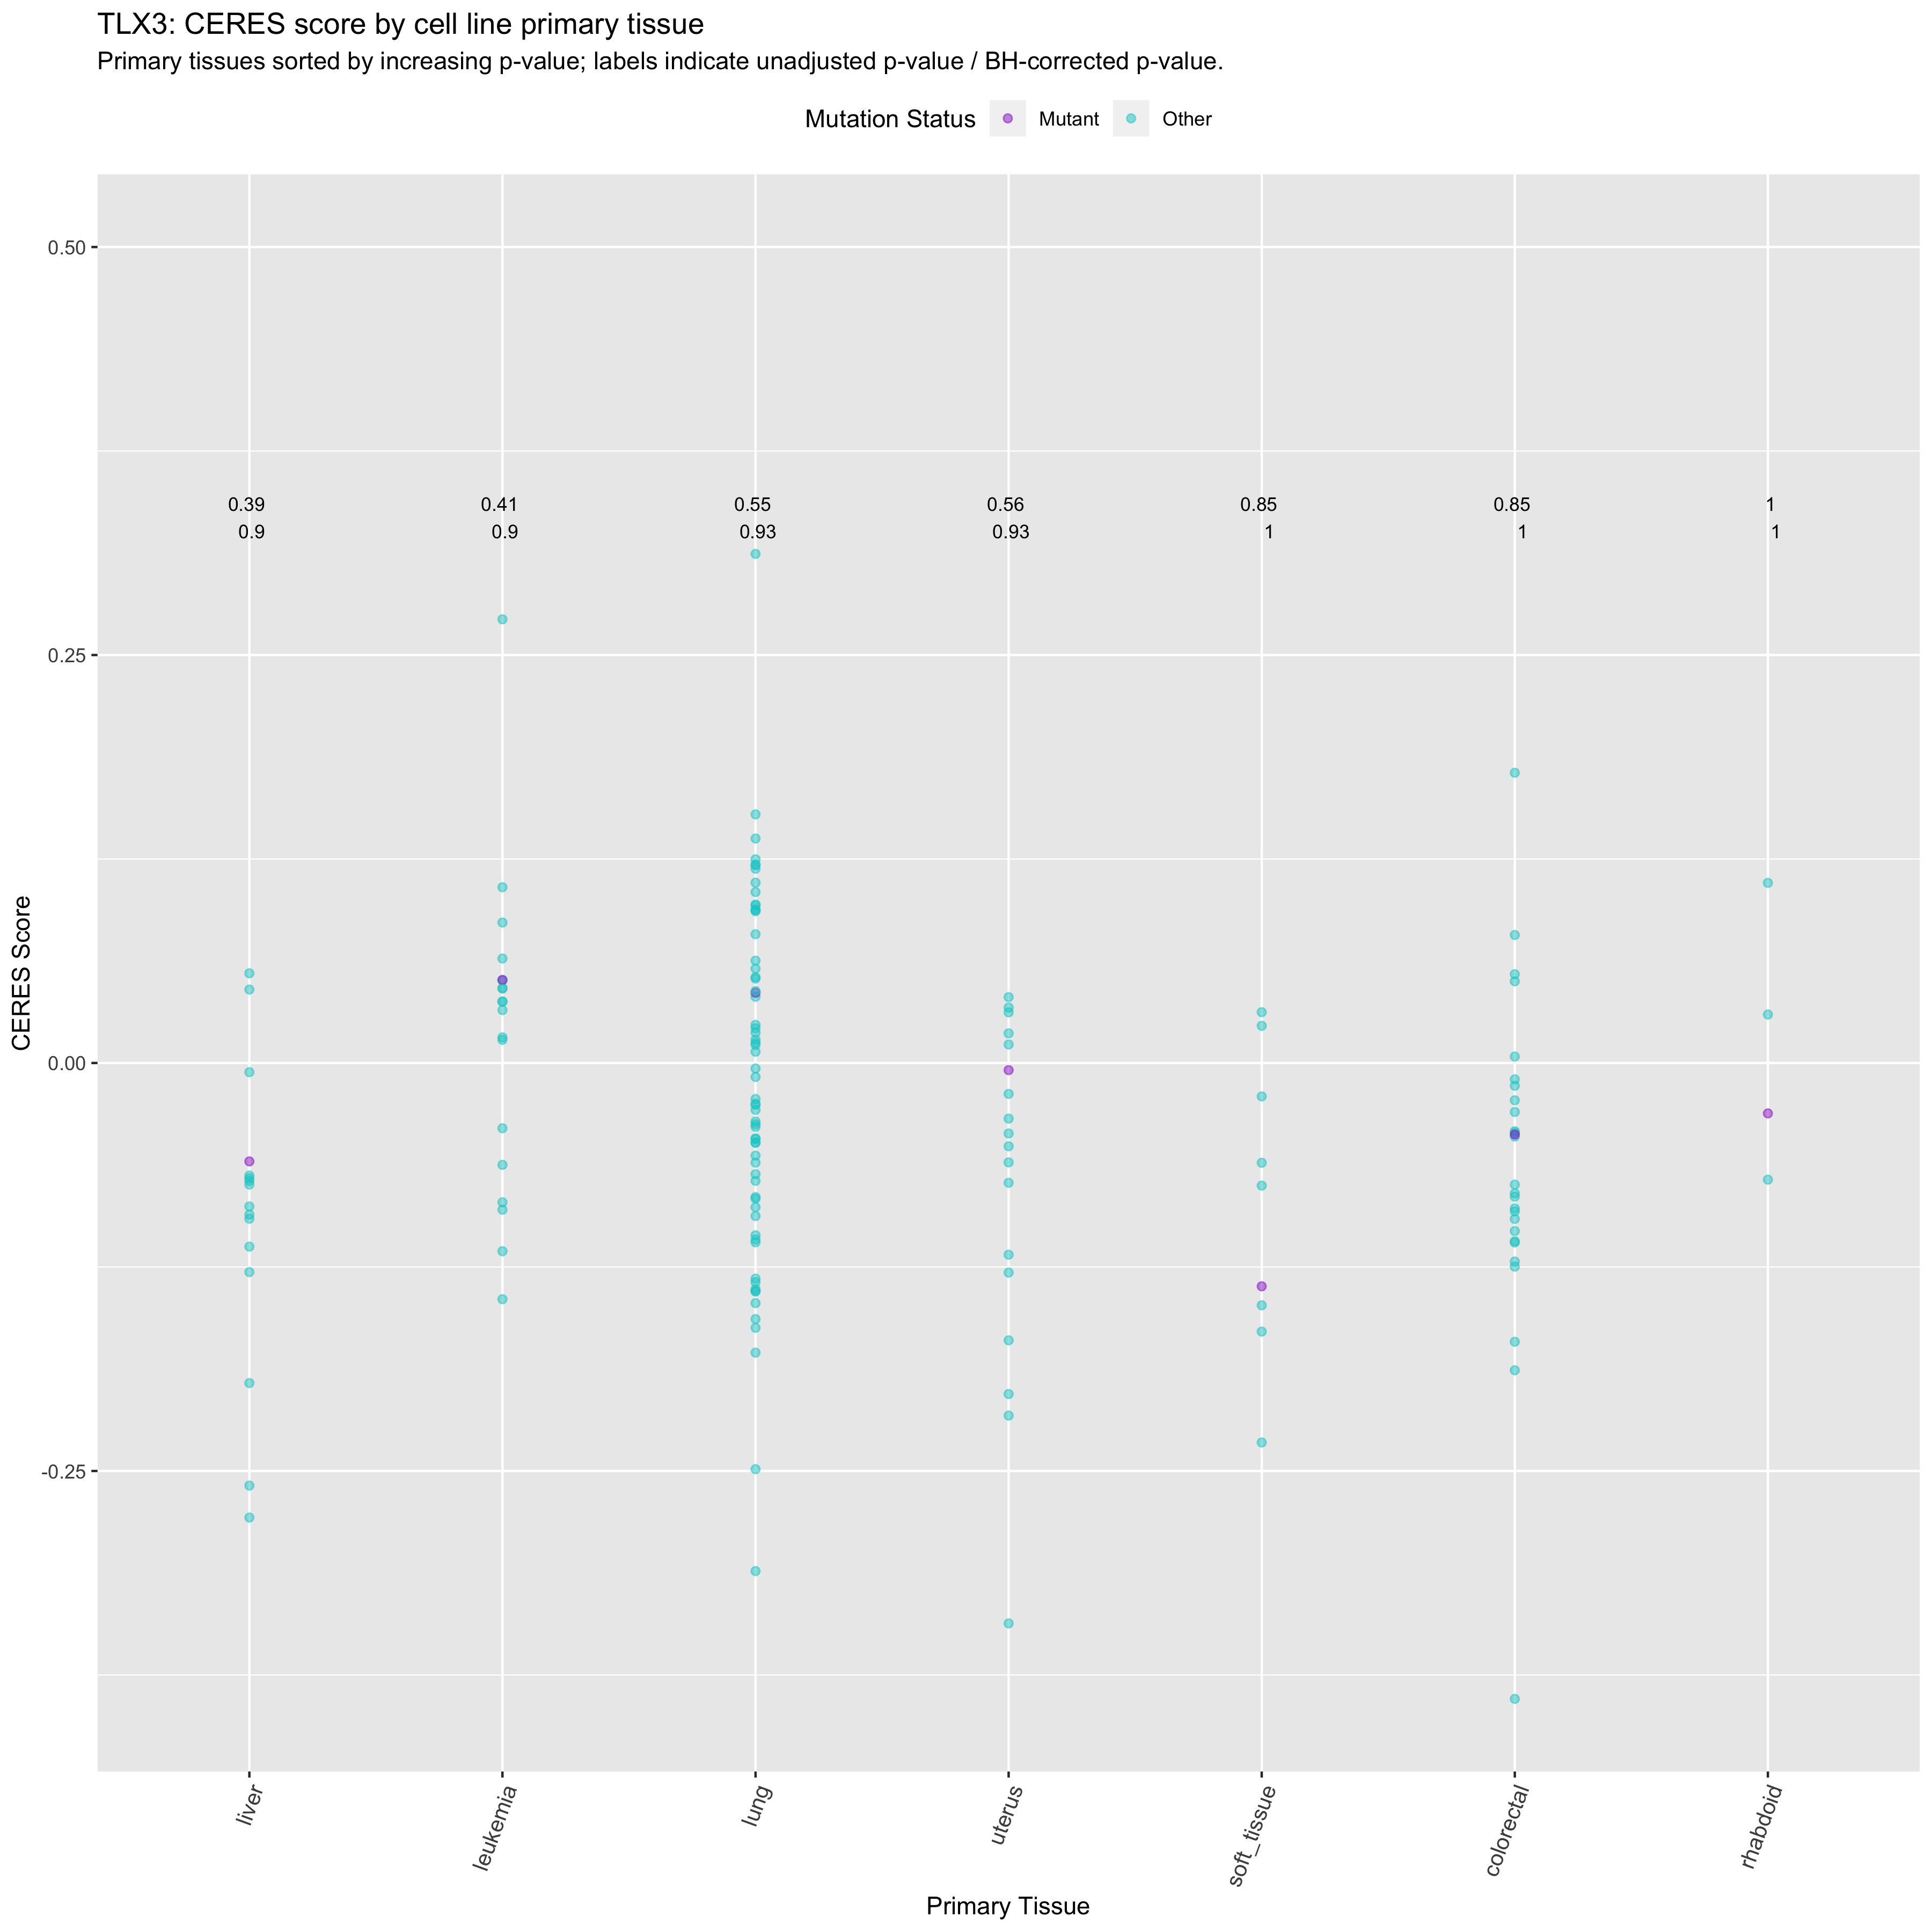 TLX3: CERES score by cell line primary tissue
Primary tissues sorted by increasing p-value; labels indicate unadjusted p-value / BH-corrected p-value.
Mutation Status Mutant Other
0.50
0.39 0.41 0.55 0.56 0.85 0.85 1
0.9 0.9 0.93 0.93 1 1 1
0.25
0.00
-0.25
CERES Score
liver leukemia lung uterus soft_tissue colorectal rhabdoid
Primary Tissue